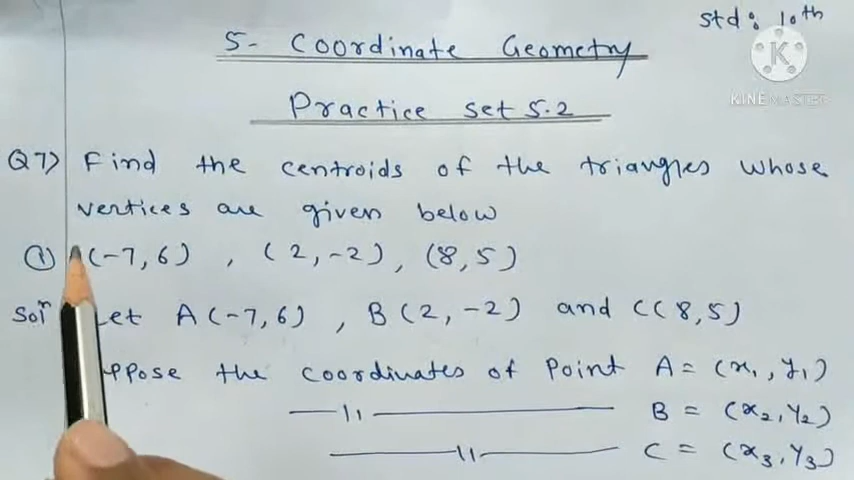 Std: 10th
5- Coordinate Geometry
KINEMASTER
Practice set 5.2
Q7) Find the centroids of the triangles whose
vertices are given below
① (-7,6) , (2,-2), (8,5)
Soln Let A(-7,6) , B(2,-2) and C(8,5)
ppose the coordinates of Point A = (x1, y1)
—11— B = (x2, y2)
—11— C = (x3, y3)